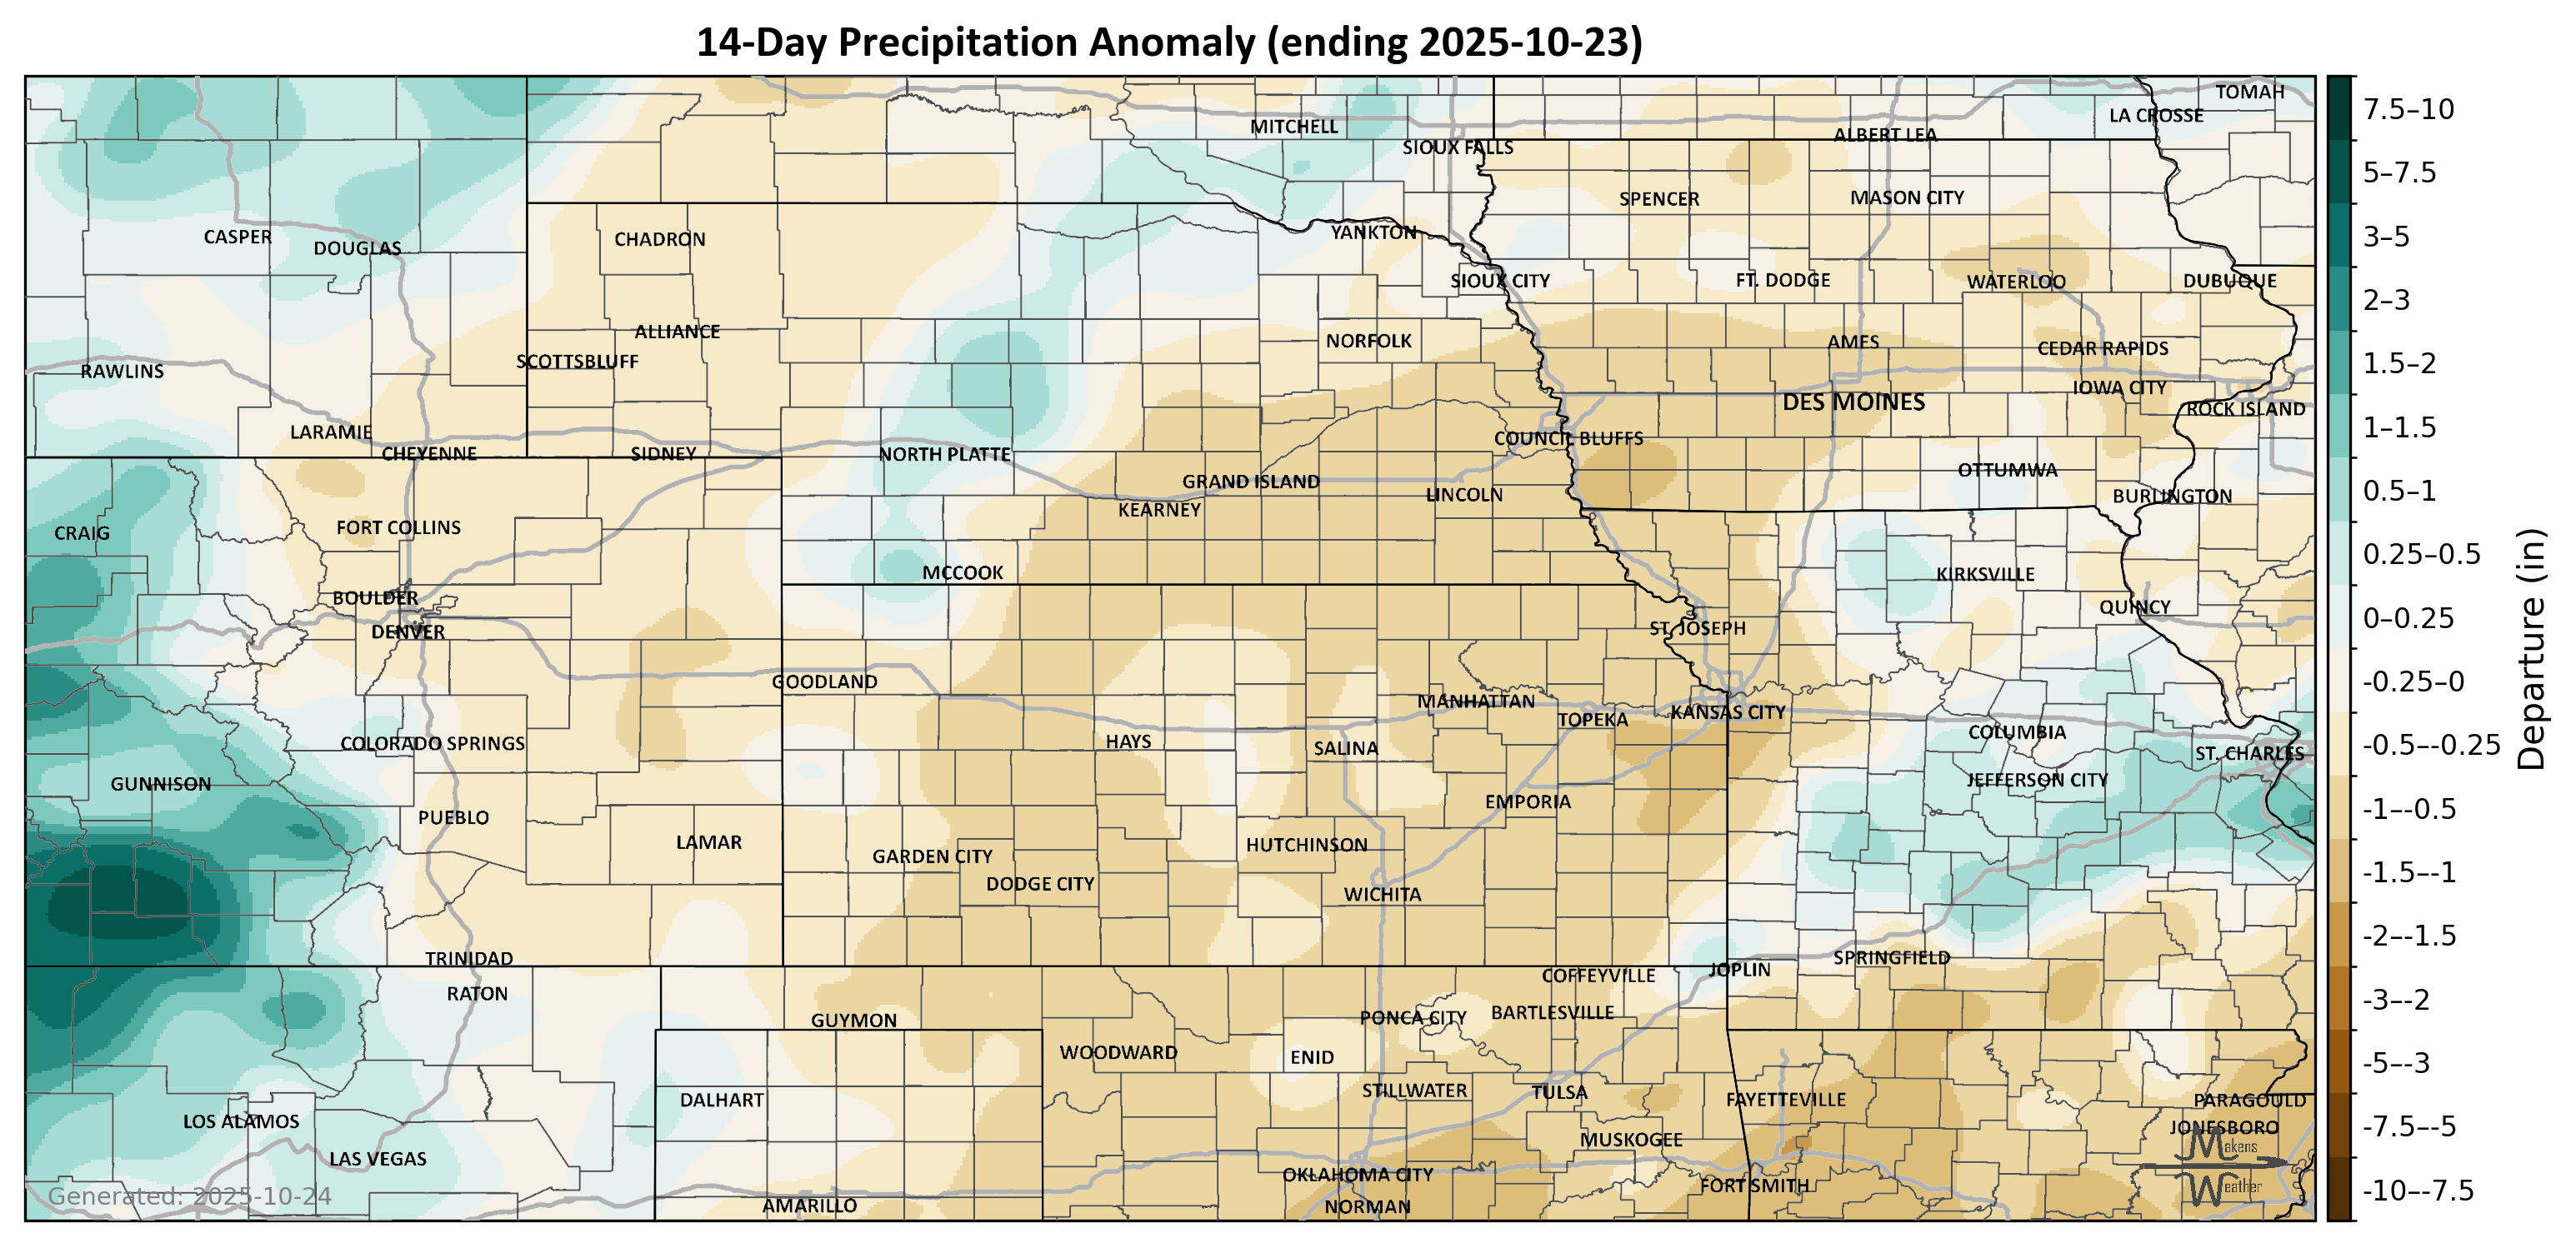 14-Day Precipitation Anomaly (ending 2025-10-23)
TOMAH
LA CROSSE
MITCHELL
ALBERT LEA
SIOUX FALLS
SPENCER
MASON CITY
CASPER
DOUGLAS
CHADRON
YANKTON
SIOUX CITY
FT. DODGE
WATERLOO
DUBUQUE
ALLIANCE
NORFOLK
AMES
CEDAR RAPIDS
SCOTTSBLUFF
RAWLINS
IOWA CITY
DES MOINES
ROCK ISLAND
LARAMIE
COUNCIL BLUFFS
CHEYENNE
SIDNEY
NORTH PLATTE
OTTUMWA
GRAND ISLAND
LINCOLN
BURLINGTON
KEARNEY
CRAIG
FORT COLLINS
MCCOOK
KIRKSVILLE
BOULDER
QUINCY
DENVER
ST. JOSEPH
GOODLAND
MANHATTAN
TOPEKA
KANSAS CITY
COLUMBIA
COLORADO SPRINGS
HAYS
SALINA
ST. CHARLES
GUNNISON
JEFFERSON CITY
EMPORIA
PUEBLO
LAMAR
HUTCHINSON
GARDEN CITY
DODGE CITY
WICHITA
TRINIDAD
SPRINGFIELD
COFFEYVILLE
JOPLIN
RATON
GUYMON
PONCA CITY
BARTLESVILLE
WOODWARD
ENID
STILLWATER
TULSA
DALHART
FAYETTEVILLE
PARAGOULD
LOS ALAMOS
JONESBORO
MUSKOGEE
LAS VEGAS
OKLAHOMA CITY
FORT SMITH
AMARILLO
NORMAN
Generated: 2025-10-24
Makens
Weather
7.5–10
5–7.5
3–5
2–3
1.5–2
1–1.5
0.5–1
0.25–0.5
0–0.25
-0.25–0
-0.5–-0.25
-1–-0.5
-1.5–-1
-2–-1.5
-3–-2
-5–-3
-7.5–-5
-10–-7.5
Departure (in)